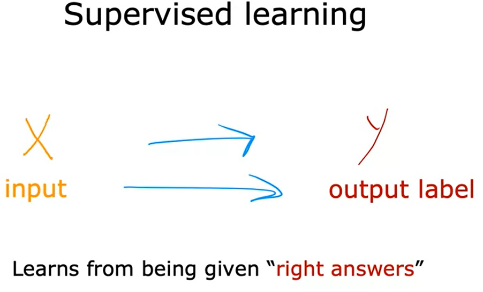 Supervised learning
X y
input output label
Learns from being given “right answers”